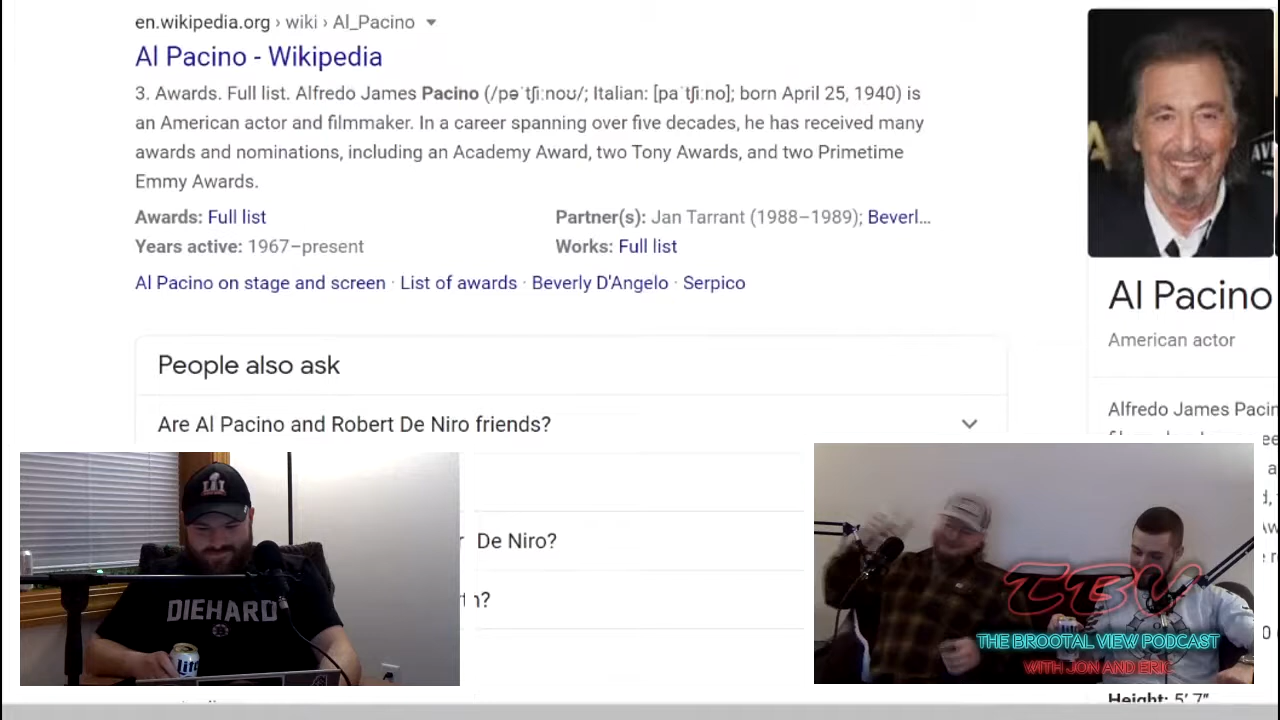 en.wikipedia.org › wiki › Al_Pacino
Al Pacino - Wikipedia
3. Awards. Full list. Alfredo James Pacino (/pəˈtʃiːnoʊ/; Italian: [paˈtʃiːno]; born April 25, 1940) is
an American actor and filmmaker. In a career spanning over five decades, he has received many
awards and nominations, including an Academy Award, two Tony Awards, and two Primetime
Emmy Awards.
Awards: Full list
Partner(s): Jan Tarrant (1988–1989); Beverl...
Years active: 1967–present
Works: Full list
Al Pacino on stage and screen · List of awards · Beverly D'Angelo · Serpico
People also ask
Are Al Pacino and Robert De Niro friends?
De Niro?
Al Pacino
American actor
Alfredo James Pacin
DIEHARD
Lite
TBV
THE BROOTAL VIEW PODCAST
WITH JON AND ERIC
Height: 5′ 7″